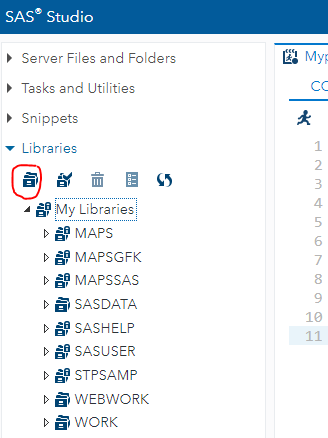 SAS® Studio
Server Files and Folders
Tasks and Utilities
Snippets
Libraries
My Libraries
MAPS
MAPSGFK
MAPSSAS
SASDATA
SASHELP
SASUSER
STPSAMP
WEBWORK
WORK
Myp
CO
1
2
3
4
5
6
7
8
9
10
11